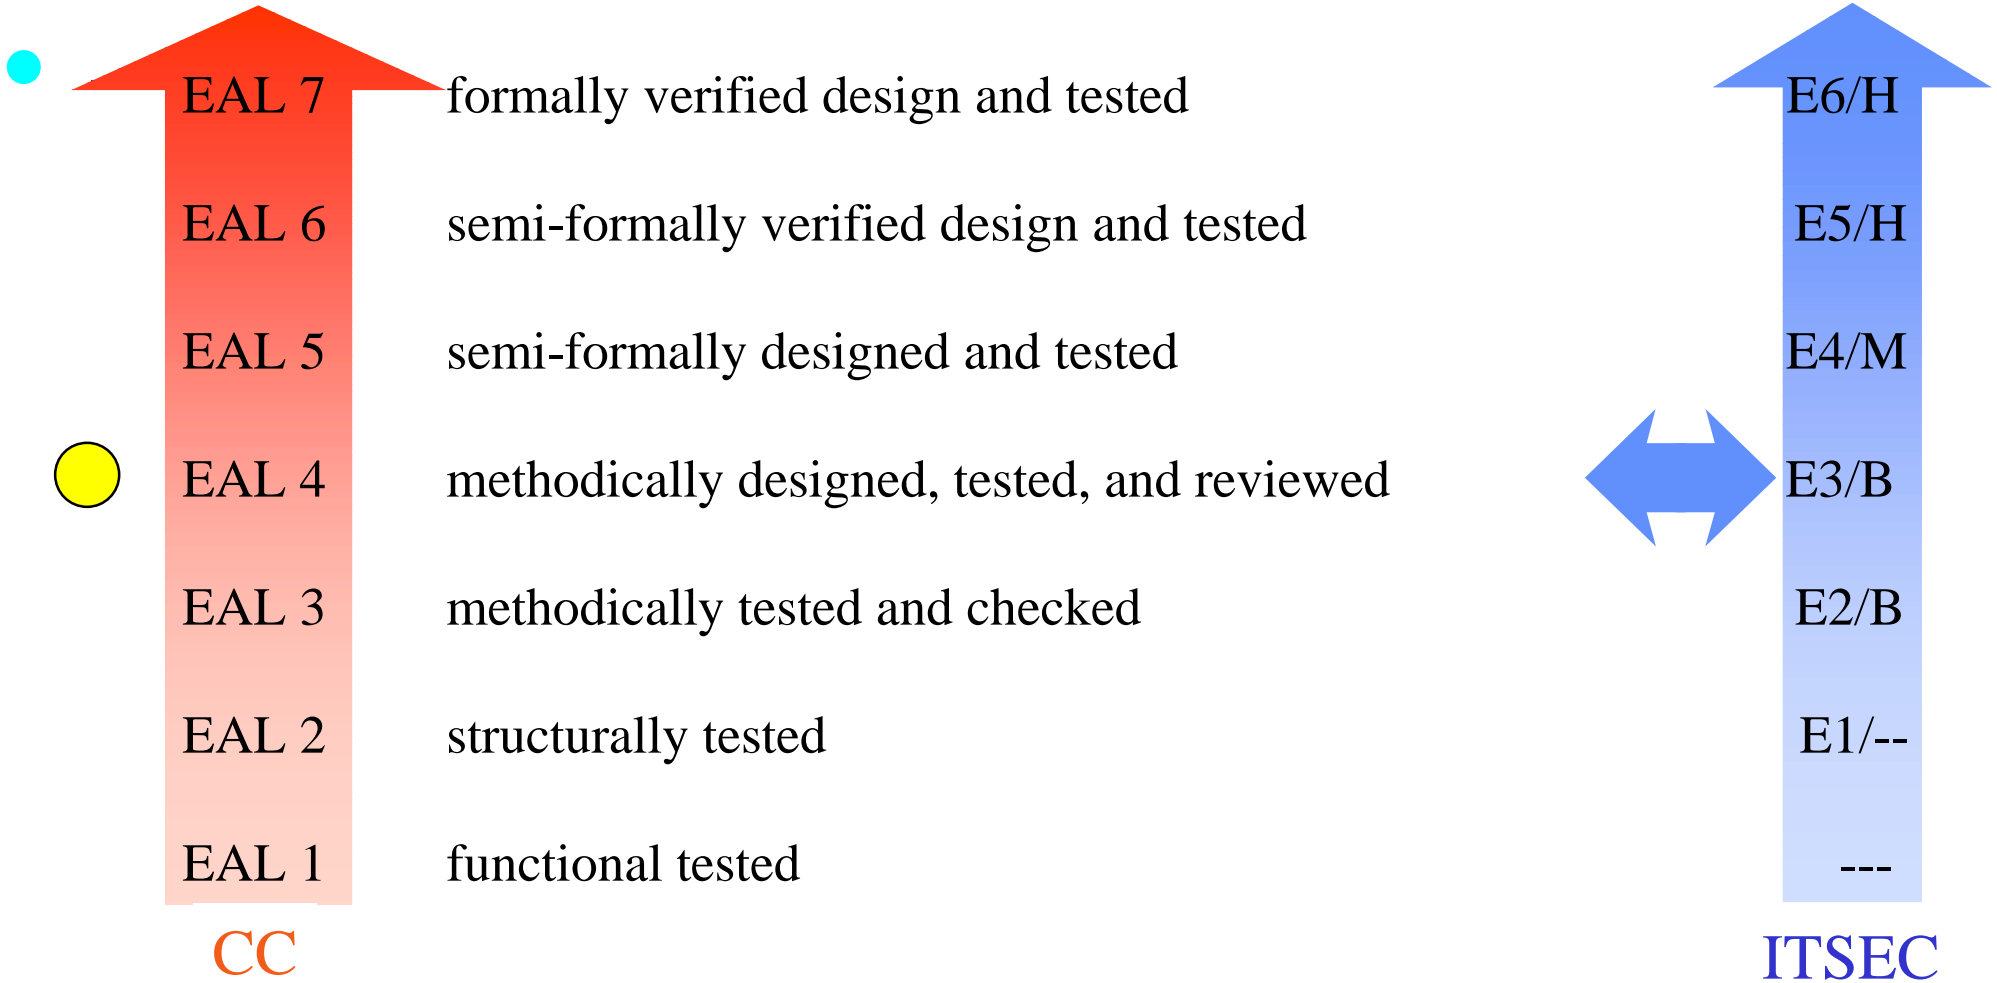 EAL 7 formally verified design and tested E6/H
EAL 6 semi-formally verified design and tested E5/H
EAL 5 semi-formally designed and tested E4/M
EAL 4 methodically designed, tested, and reviewed E3/B
EAL 3 methodically tested and checked E2/B
EAL 2 structurally tested E1/--
EAL 1 functional tested ---
CC ITSEC